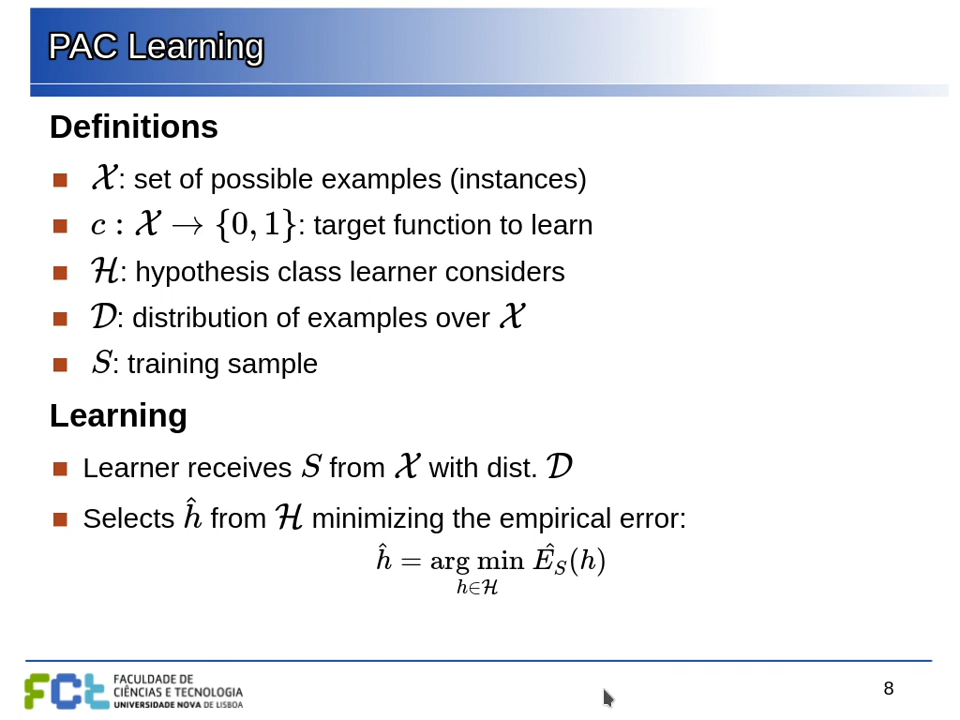 PAC Learning
Definitions
𝒳: set of possible examples (instances)
c : 𝒳 → {0, 1}: target function to learn
ℋ: hypothesis class learner considers
𝒟: distribution of examples over 𝒳
S: training sample
Learning
Learner receives S from 𝒳 with dist. 𝒟
Selects ĥ from ℋ minimizing the empirical error:
ĥ = arg min Ê_S(h)
h∈ℋ
FCt FACULDADE DE
CIÊNCIAS E TECNOLOGIA
UNIVERSIDADE NOVA DE LISBOA
8